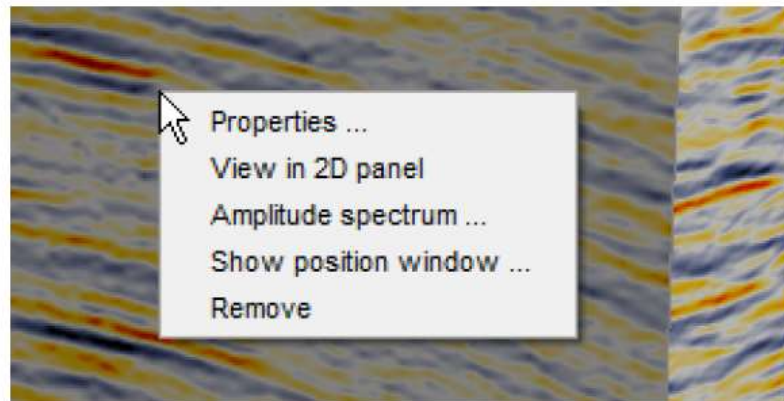 Properties ...
View in 2D panel
Amplitude spectrum ...
Show position window ...
Remove